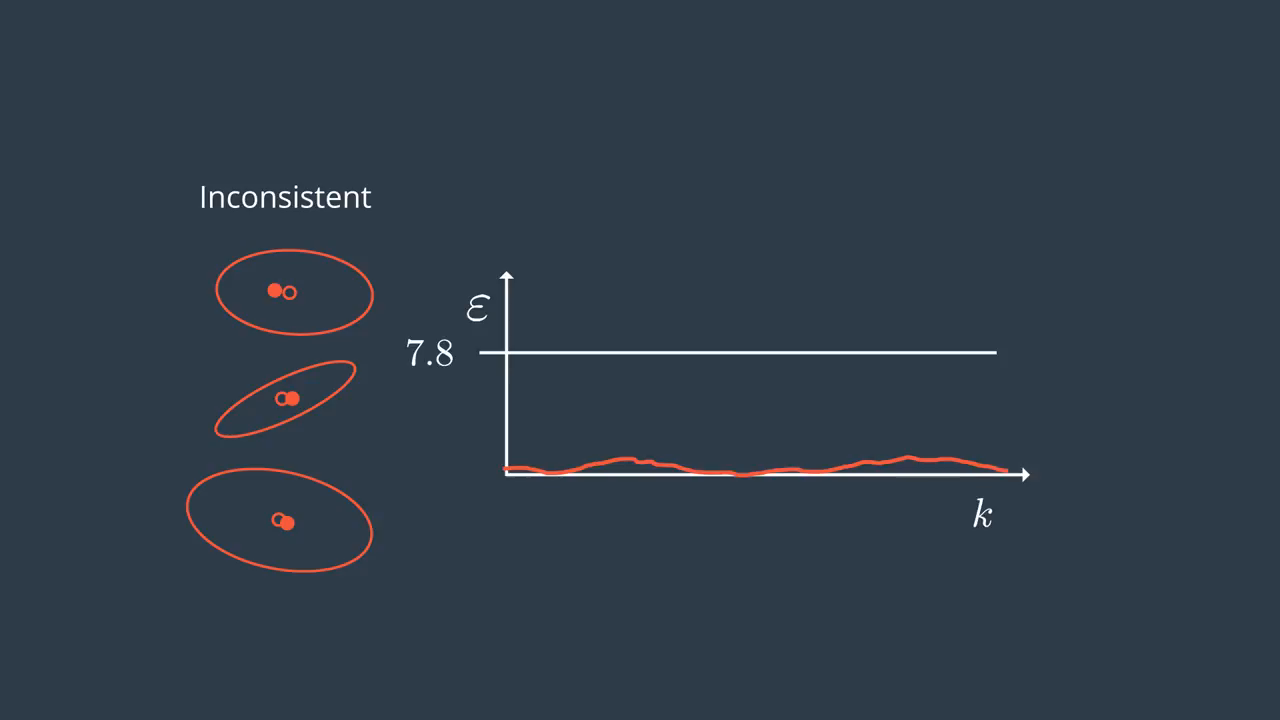 Inconsistent
ε
7.8
k